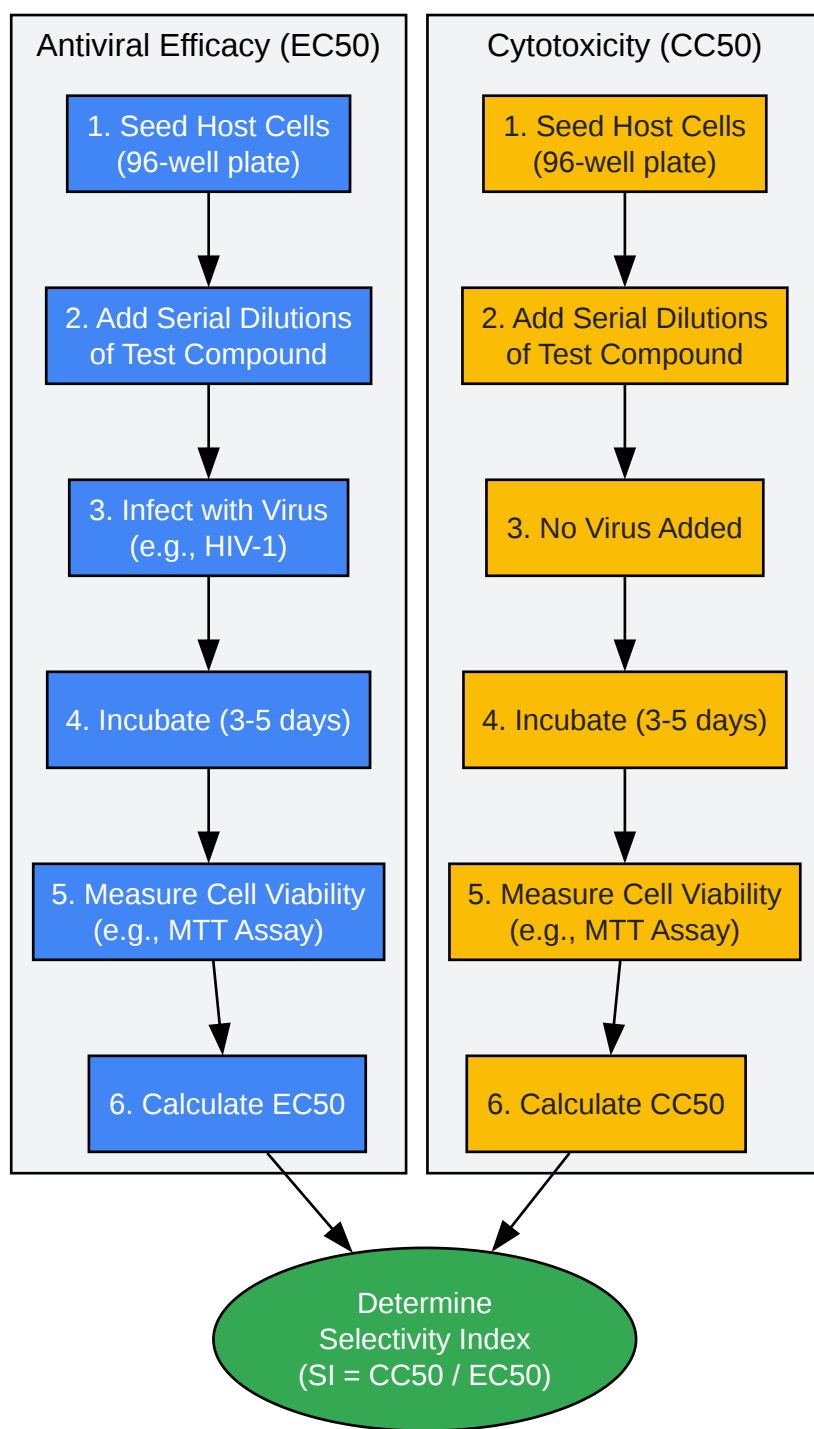 Antiviral Efficacy (EC50)
1. Seed Host Cells
(96-well plate)
2. Add Serial Dilutions
of Test Compound
3. Infect with Virus
(e.g., HIV-1)
4. Incubate (3-5 days)
5. Measure Cell Viability
(e.g., MTT Assay)
6. Calculate EC50
Cytotoxicity (CC50)
1. Seed Host Cells
(96-well plate)
2. Add Serial Dilutions
of Test Compound
3. No Virus Added
4. Incubate (3-5 days)
5. Measure Cell Viability
(e.g., MTT Assay)
6. Calculate CC50
Determine
Selectivity Index
(SI = CC50 / EC50)